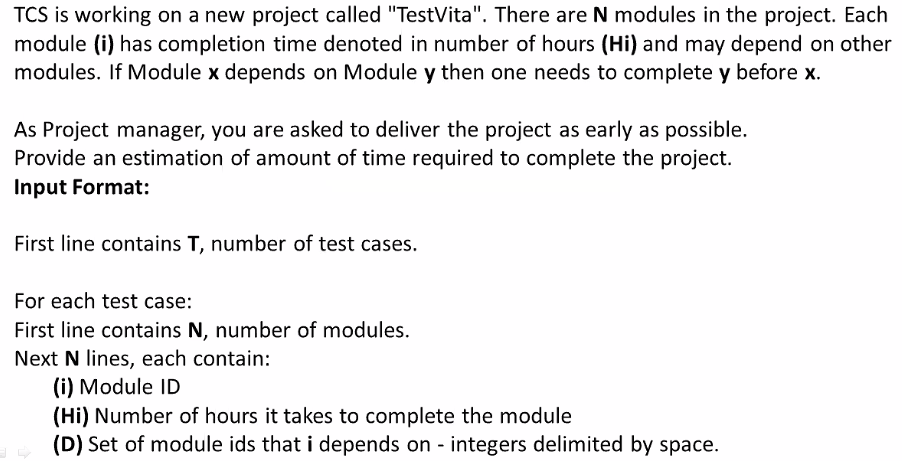 TCS is working on a new project called "TestVita". There are N modules in the project. Each
module (i) has completion time denoted in number of hours (Hi) and may depend on other
modules. If Module x depends on Module y then one needs to complete y before x.
As Project manager, you are asked to deliver the project as early as possible.
Provide an estimation of amount of time required to complete the project.
Input Format:
First line contains T, number of test cases.
For each test case:
First line contains N, number of modules.
Next N lines, each contain:
(i) Module ID
(Hi) Number of hours it takes to complete the module
(D) Set of module ids that i depends on - integers delimited by space.